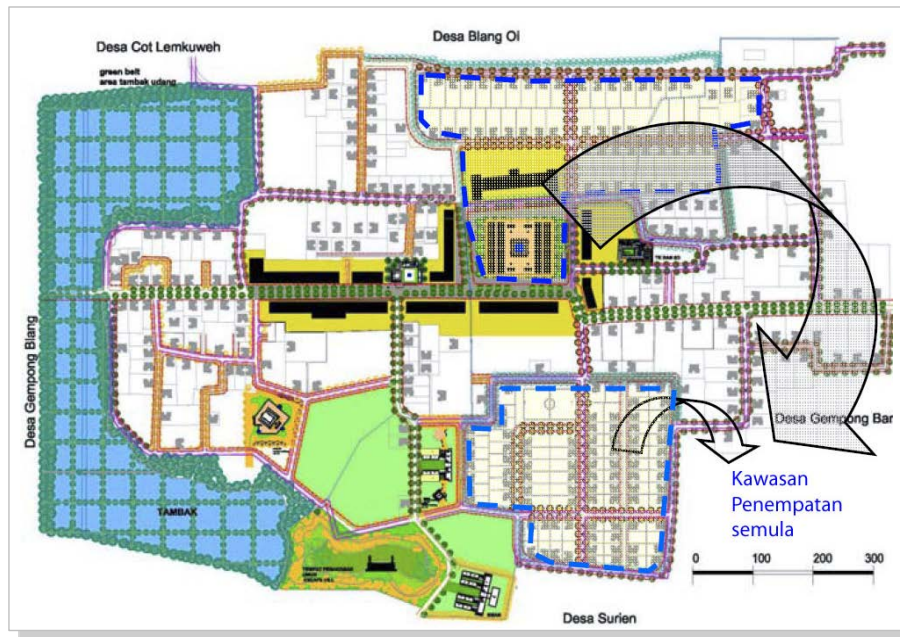 Desa Blang Oi
Desa Cot Lemkuweh
green belt
area tambak udang
Desa Gempong Blang
Desa Gempong Bar
Kawasan
Penempatan
semula
TAMBAK
0 100 200 300
Desa Surien